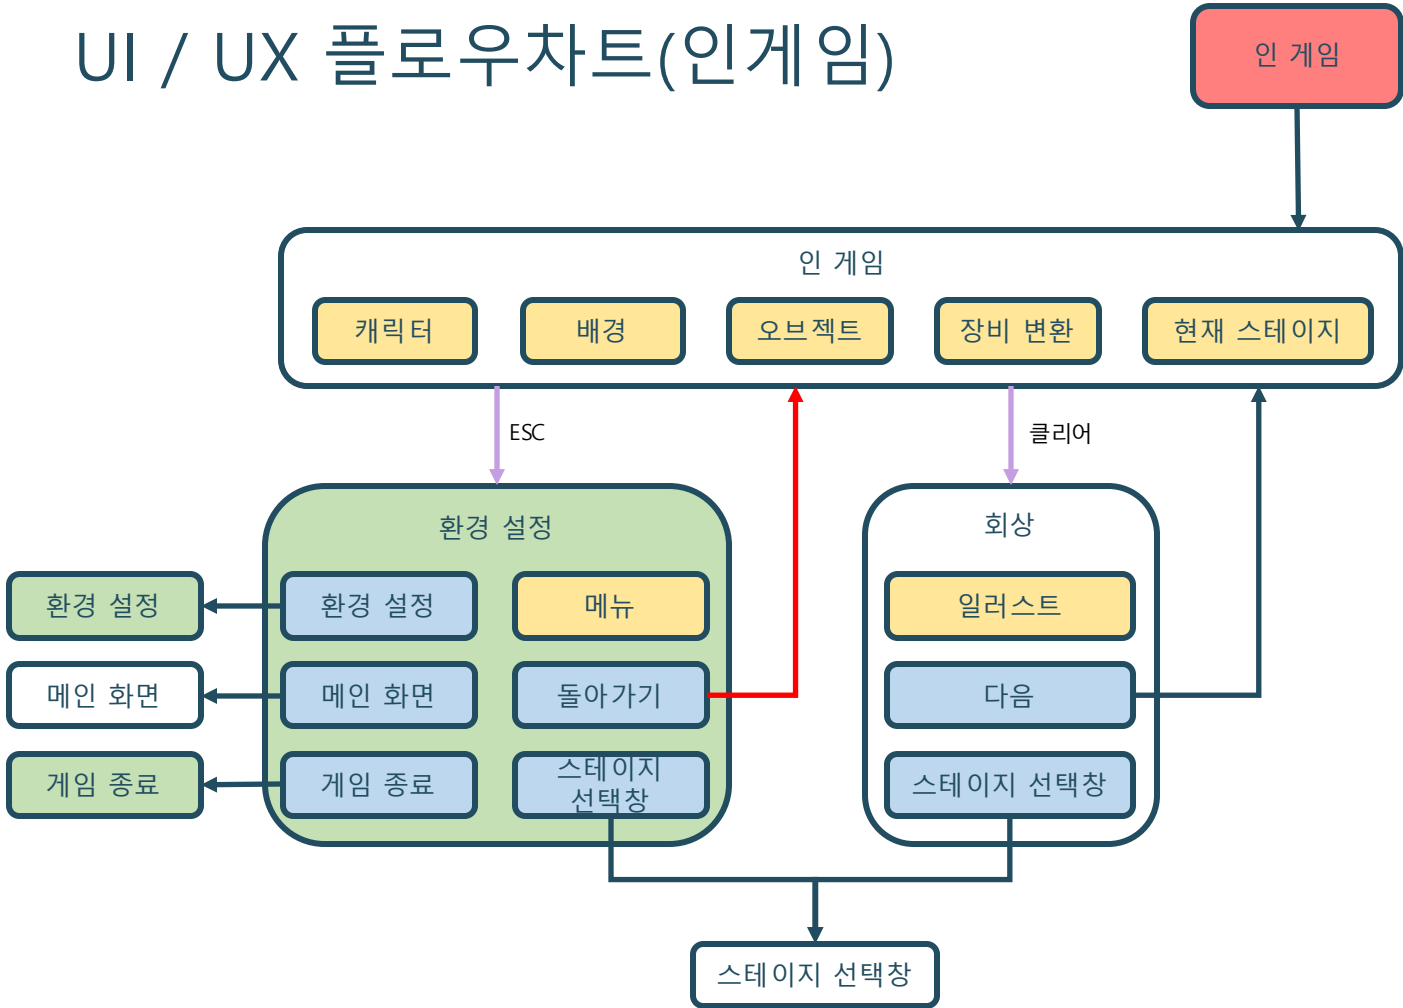 UI / UX 플로우차트(인게임)
인 게임
인 게임
캐릭터
배경
오브젝트
장비 변환
현재 스테이지
ESC
클리어
환경 설정
회상
환경 설정
환경 설정
메뉴
일러스트
메인 화면
메인 화면
돌아가기
다음
게임 종료
게임 종료
스테이지
선택창
스테이지 선택창
스테이지 선택창